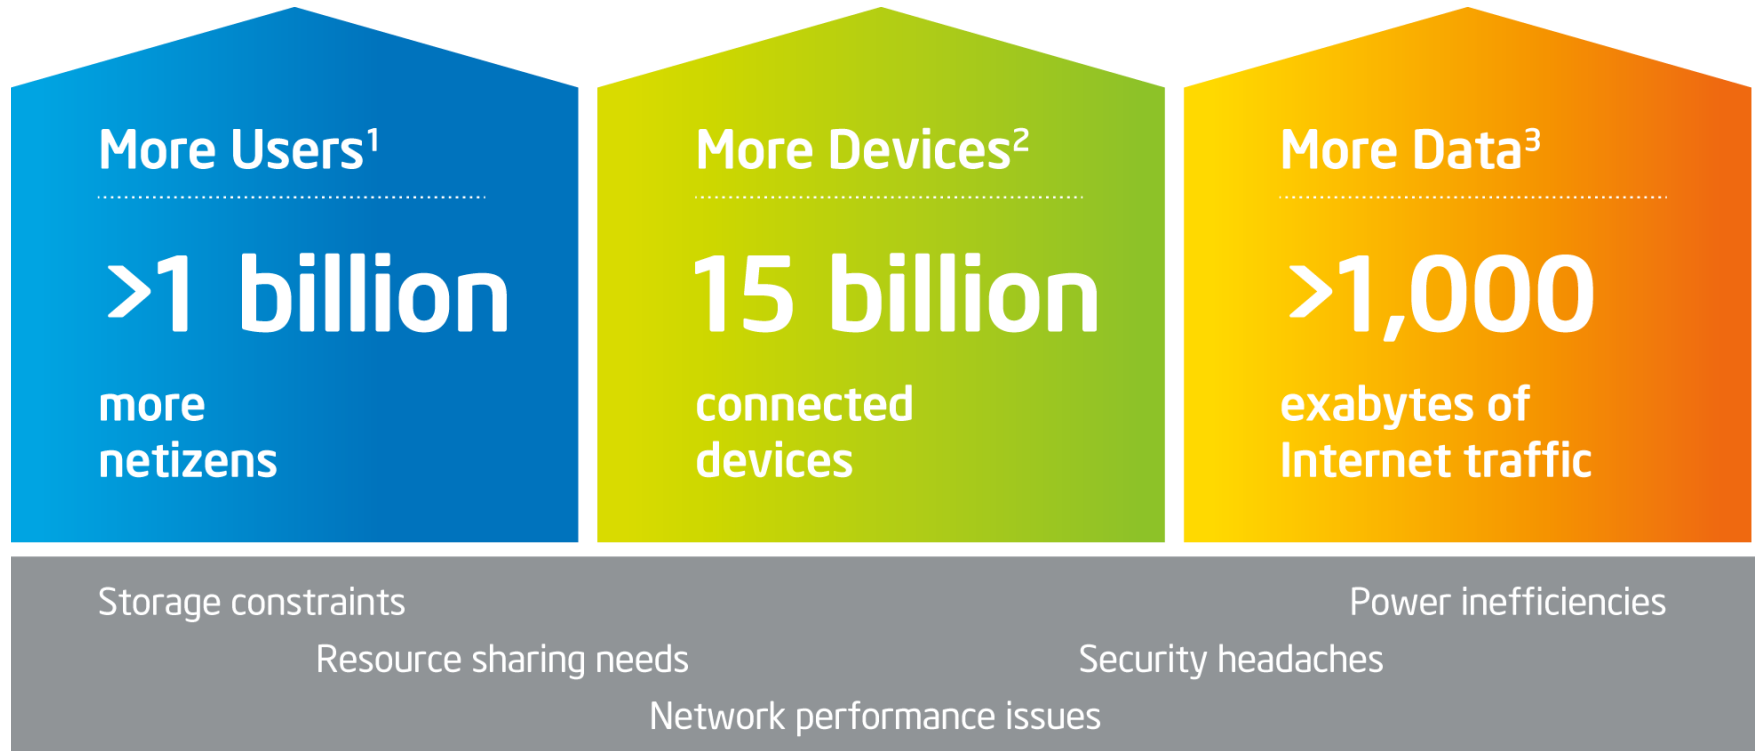 More Users¹
>1 billion
more
netizens
More Devices²
15 billion
connected
devices
More Data³
>1,000
exabytes of
Internet traffic
Storage constraints
Power inefficiencies
Resource sharing needs
Security headaches
Network performance issues